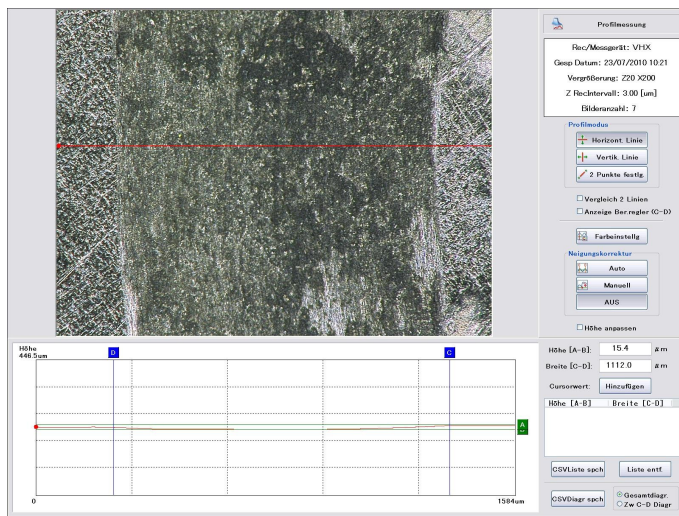 Profilmessung
Rec/Messgerät: VHX
Gesp Datum: 23/07/2010 10:21
Vergrößerung: Z20 X200
Z RecIntervall: 3.00 [um]
Bilderanzahl: 7
Profilmodus
Horizont. Linie
Vertik. Linie
2 Punkte festlg.
Vergleich 2 Linien
Anzeige Ber.regler (C-D)
Farbeinstellg
Neigungskorrektur
Auto
Manuell
AUS
Höhe anpassen
Höhe
446.5um
D
C
A
0
1584um
Höhe [A-B]: 15.4 μm
Breite [C-D]: 1112.0 μm
Cursorwert: Hinzufügen
Höhe [A-B] Breite [C-D]
CSVListe spch
Liste entf.
CSVDiagr spch
Gesamtdiagr.
Zw C-D Diagr